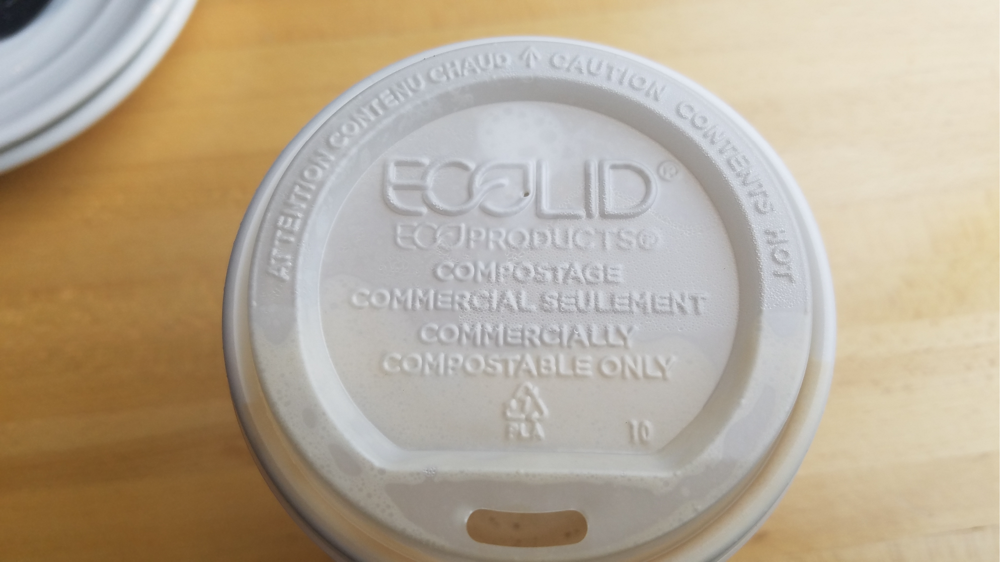 ATTENTION CONTENU CHAUD ↑ CAUTION CONTENTS HOT
ECOLID®
ECOPRODUCTS®
COMPOSTAGE
COMMERCIAL SEULEMENT
COMMERCIALLY
COMPOSTABLE ONLY
7
PLA
10